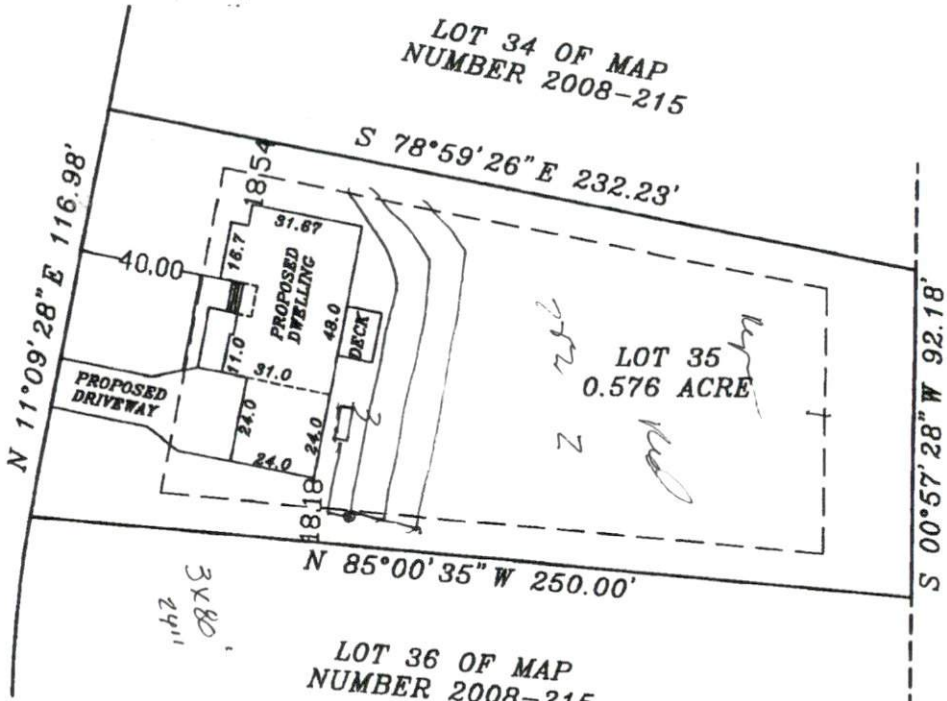 LOT 34 OF MAP
NUMBER 2008-215
S 78°59'26"E 232.23'
N 11°09'28"E 116.98'
18.54
31.67
16.7
40.00
PROPOSED
DWELLING
48.0
DECK
11.0
31.0
PROPOSED
DRIVEWAY
24.0
24.0
24.0
3
18.18
LOT 35
0.576 ACRE
2
S 00°57'28"W 92.18'
N 85°00'35"W 250.00'
3x80'
24"
LOT 36 OF MAP
NUMBER 2008-215